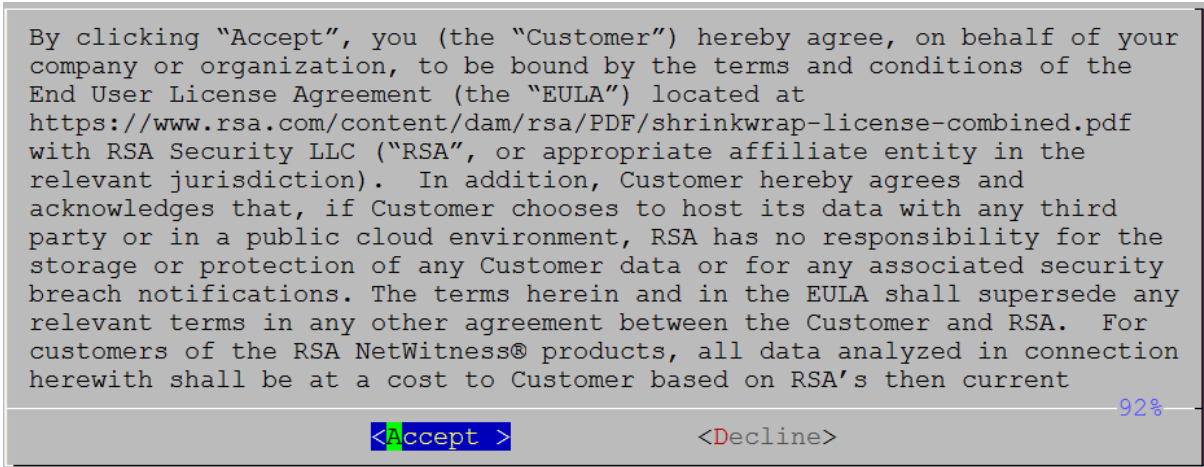 By clicking “Accept”, you (the “Customer”) hereby agree, on behalf of your
company or organization, to be bound by the terms and conditions of the
End User License Agreement (the “EULA”) located at
https://www.rsa.com/content/dam/rsa/PDF/shrinkwrap-license-combined.pdf
with RSA Security LLC (“RSA”, or appropriate affiliate entity in the
relevant jurisdiction).  In addition, Customer hereby agrees and
acknowledges that, if Customer chooses to host its data with any third
party or in a public cloud environment, RSA has no responsibility for the
storage or protection of any Customer data or for any associated security
breach notifications. The terms herein and in the EULA shall supersede any
relevant terms in any other agreement between the Customer and RSA.  For
customers of the RSA NetWitness® products, all data analyzed in connection
herewith shall be at a cost to Customer based on RSA’s then current
92%
<Accept > <Decline>